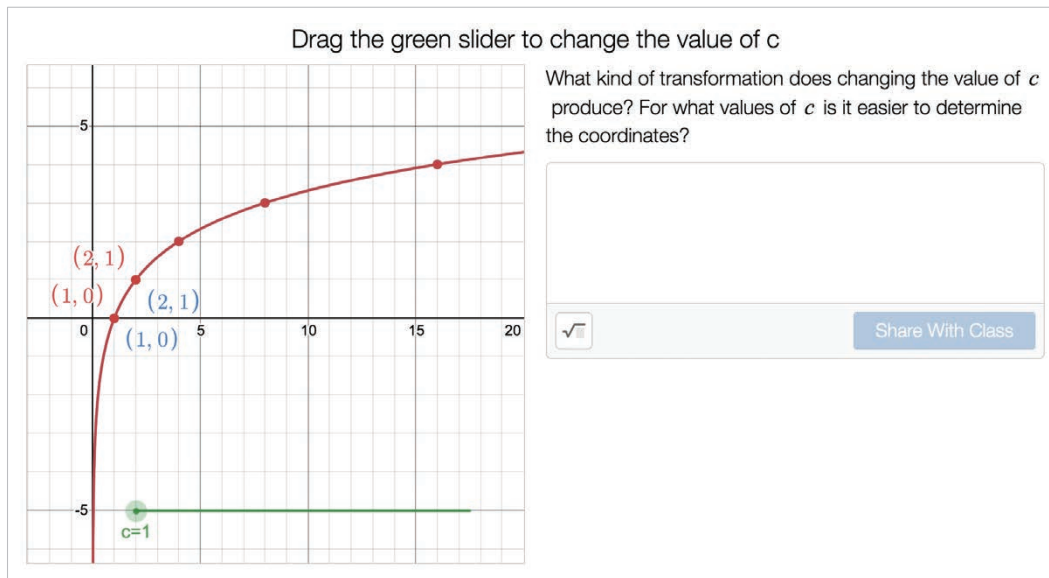 Drag the green slider to change the value of c
What kind of transformation does changing the value of c
produce? For what values of c is it easier to determine
the coordinates?
5
(2, 1)
(1, 0)
(2, 1)
0
5
10
15
20
(1, 0)
√
Share With Class
-5
c=1